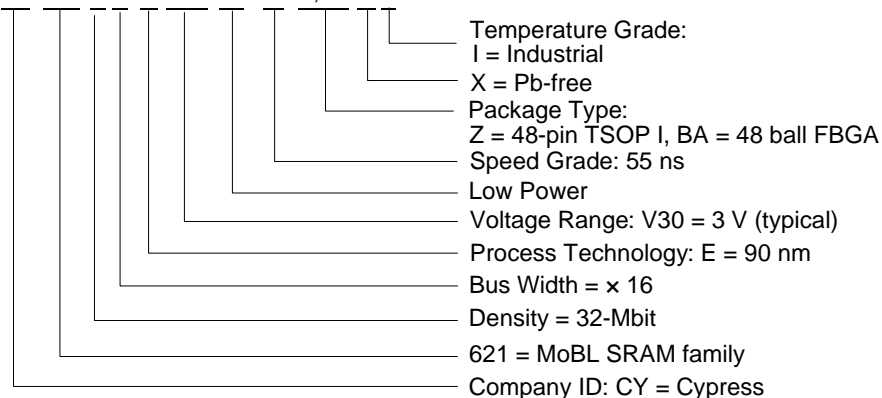 Temperature Grade:
I = Industrial
X = Pb-free
Package Type:
Z = 48-pin TSOP I, BA = 48 ball FBGA
Speed Grade: 55 ns
Low Power
Voltage Range: V30 = 3 V (typical)
Process Technology: E = 90 nm
Bus Width = × 16
Density = 32-Mbit
621 = MoBL SRAM family
Company ID: CY = Cypress